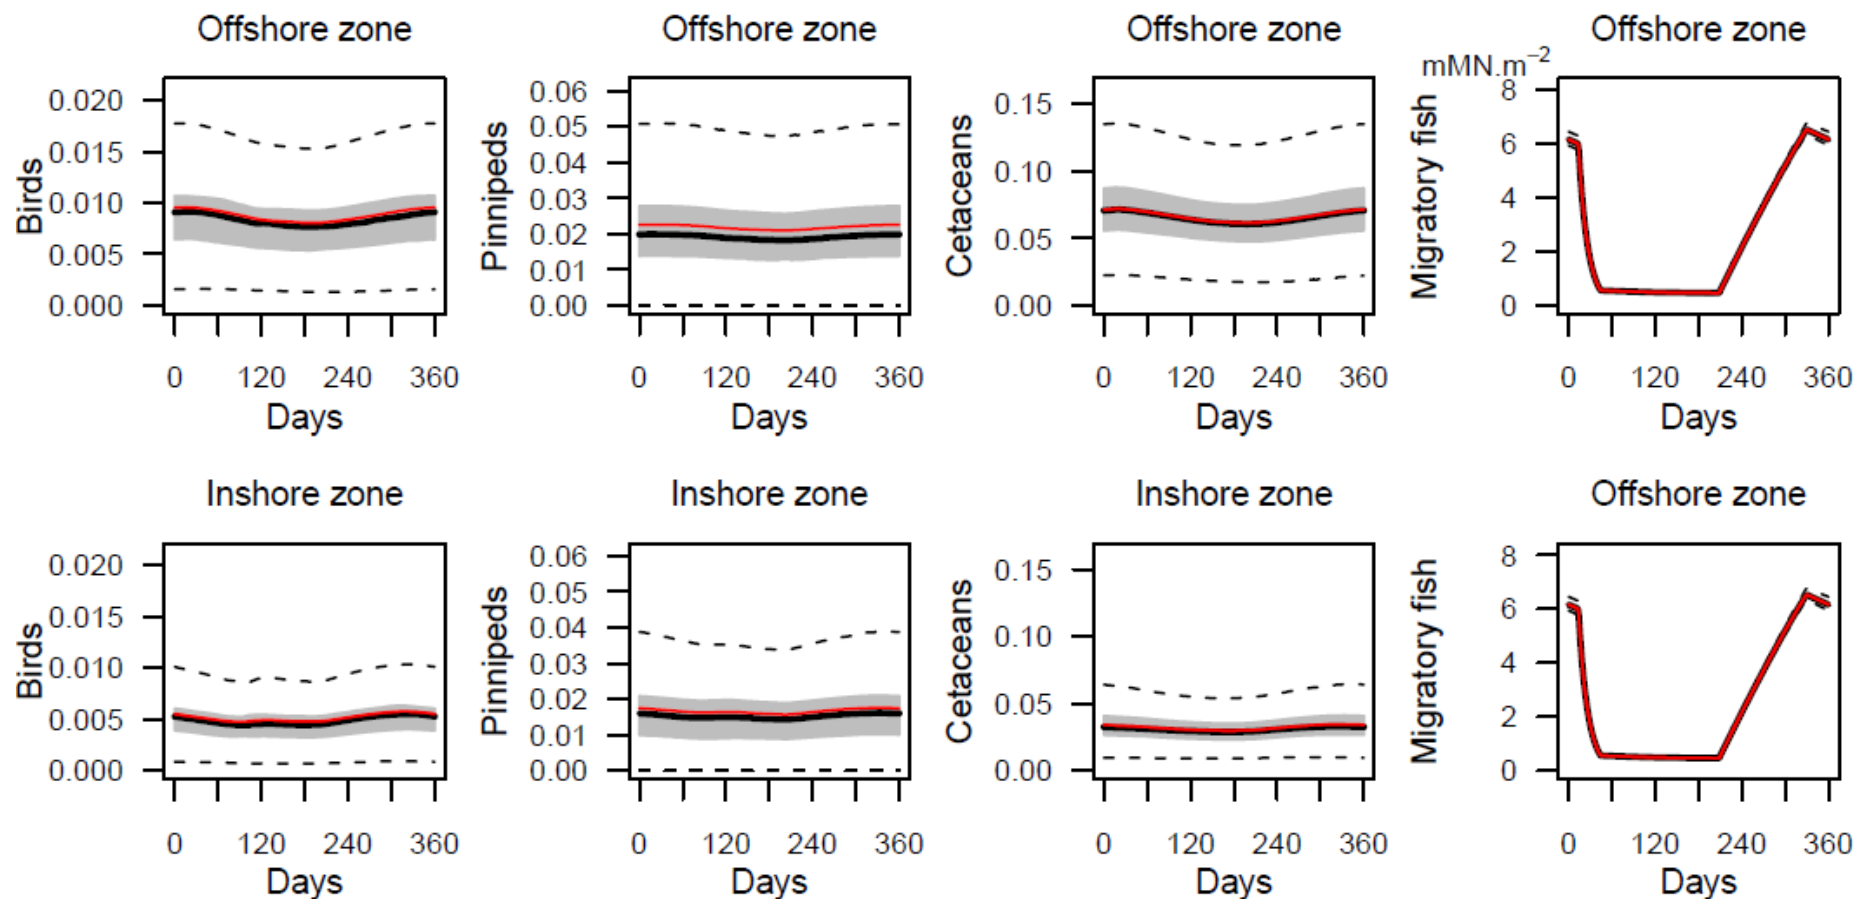 Offshore zone
Birds
0.020
0.015
0.010
0.005
0.000
0 120 240 360
Days
Offshore zone
Pinnipeds
0.06
0.05
0.04
0.03
0.02
0.01
0.00
0 120 240 360
Days
Offshore zone
Cetaceans
0.15
0.10
0.05
0.00
0 120 240 360
Days
Offshore zone
mMN.m⁻²
Migratory fish
8
6
4
2
0
0 120 240 360
Days
Inshore zone
Birds
0.020
0.015
0.010
0.005
0.000
0 120 240 360
Days
Inshore zone
Pinnipeds
0.06
0.05
0.04
0.03
0.02
0.01
0.00
0 120 240 360
Days
Inshore zone
Cetaceans
0.15
0.10
0.05
0.00
0 120 240 360
Days
Offshore zone
Migratory fish
8
6
4
2
0
0 120 240 360
Days